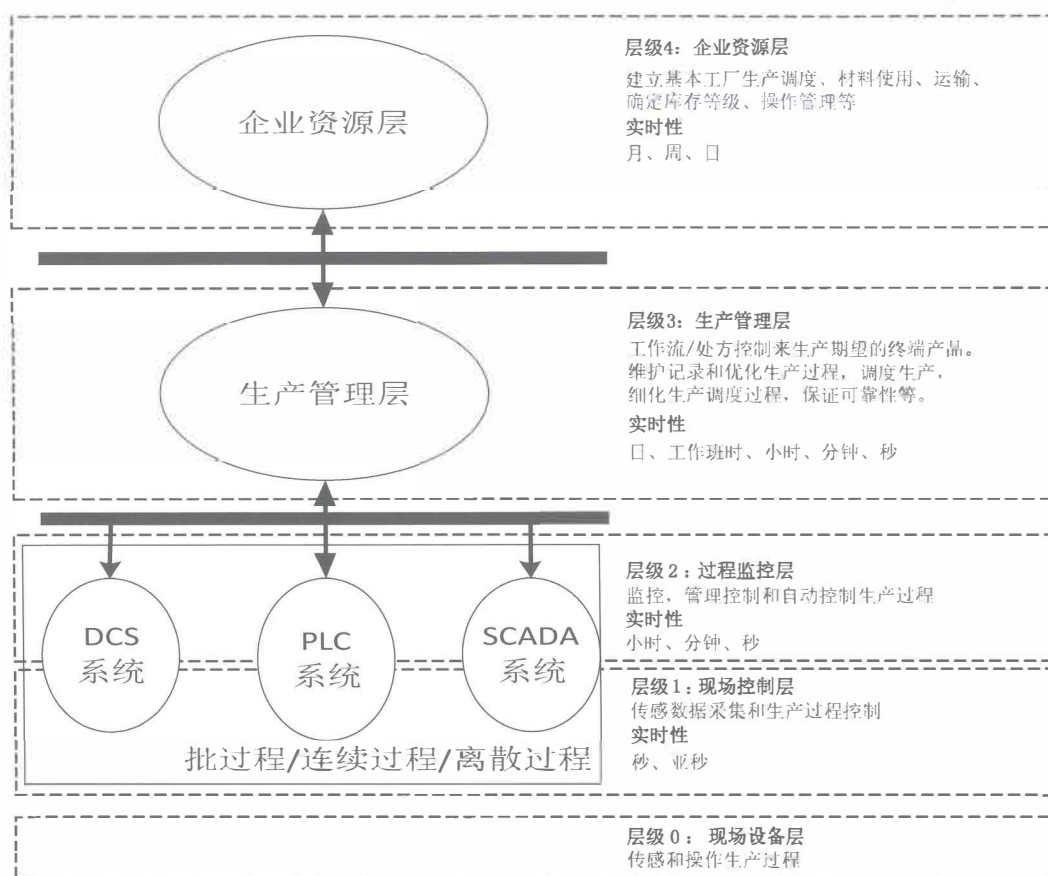 企业资源层
层级4：企业资源层
建立基本工厂生产调度、材料使用、运输、
确定库存等级、操作管理等
实时性
月、周、日
生产管理层
层级3：生产管理层
工作流/处方控制来生产期望的终端产品。
维护记录和优化生产过程，调度生产，
细化生产调度过程，保证可靠性等。
实时性
日、工作班时、小时、分钟、秒
DCS
系统
PLC
系统
SCADA
系统
层级2：过程监控层
监控，管理控制和自动控制生产过程
实时性
小时、分钟、秒
层级1：现场控制层
传感数据采集和生产过程控制
实时性
秒、亚秒
批过程/连续过程/离散过程
层级0：现场设备层
传感和操作生产过程